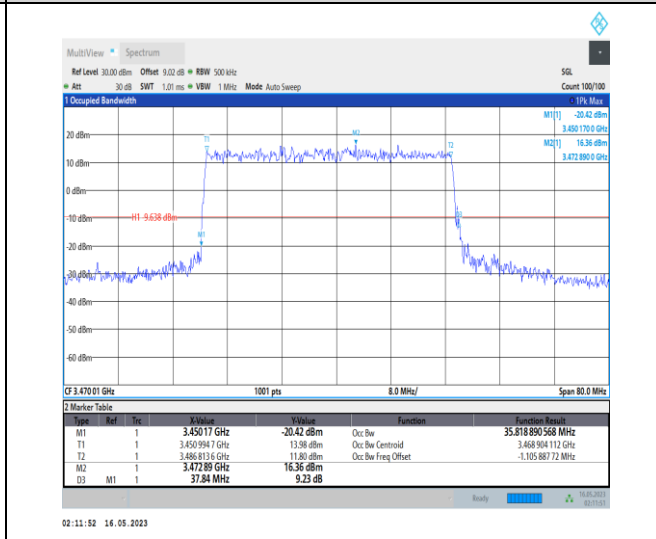 MultiView Spectrum
Ref Level 30.00 dBm Offset 9.02 dB RBW 500 kHz SGL
Att 30 dB SWT 1.01 ms VBW 1 MHz Mode Auto Sweep Count 100/100
1 Occupied Bandwidth 1Pk Max
M1[1] -20.42 dBm
3.450 170 0 GHz
M2[1] 16.36 dBm
3.472 890 0 GHz
20 dBm
T1
M2
T2
10 dBm
0 dBm
-10 dBm
H1 -9.638 dBm
D3
M1
-20 dBm
-30 dBm
-40 dBm
-50 dBm
-60 dBm
CF 3.470 01 GHz 1001 pts 8.0 MHz/ Span 80.0 MHz
2 Marker Table
Type Ref Trc X-Value Y-Value Function Function Result
M1 1 3.450 17 GHz -20.42 dBm Occ Bw 35.818 890 568 MHz
T1 1 3.450 994 7 GHz 13.98 dBm Occ Bw Centroid 3.468 904 112 GHz
T2 1 3.486 813 6 GHz 11.80 dBm Occ Bw Freq Offset -1.105 887 72 MHz
M2 1 3.472 89 GHz 16.36 dBm
D3 M1 1 37.84 MHz 9.23 dB
Ready 16.05.2023
02:11:51
02:11:52 16.05.2023